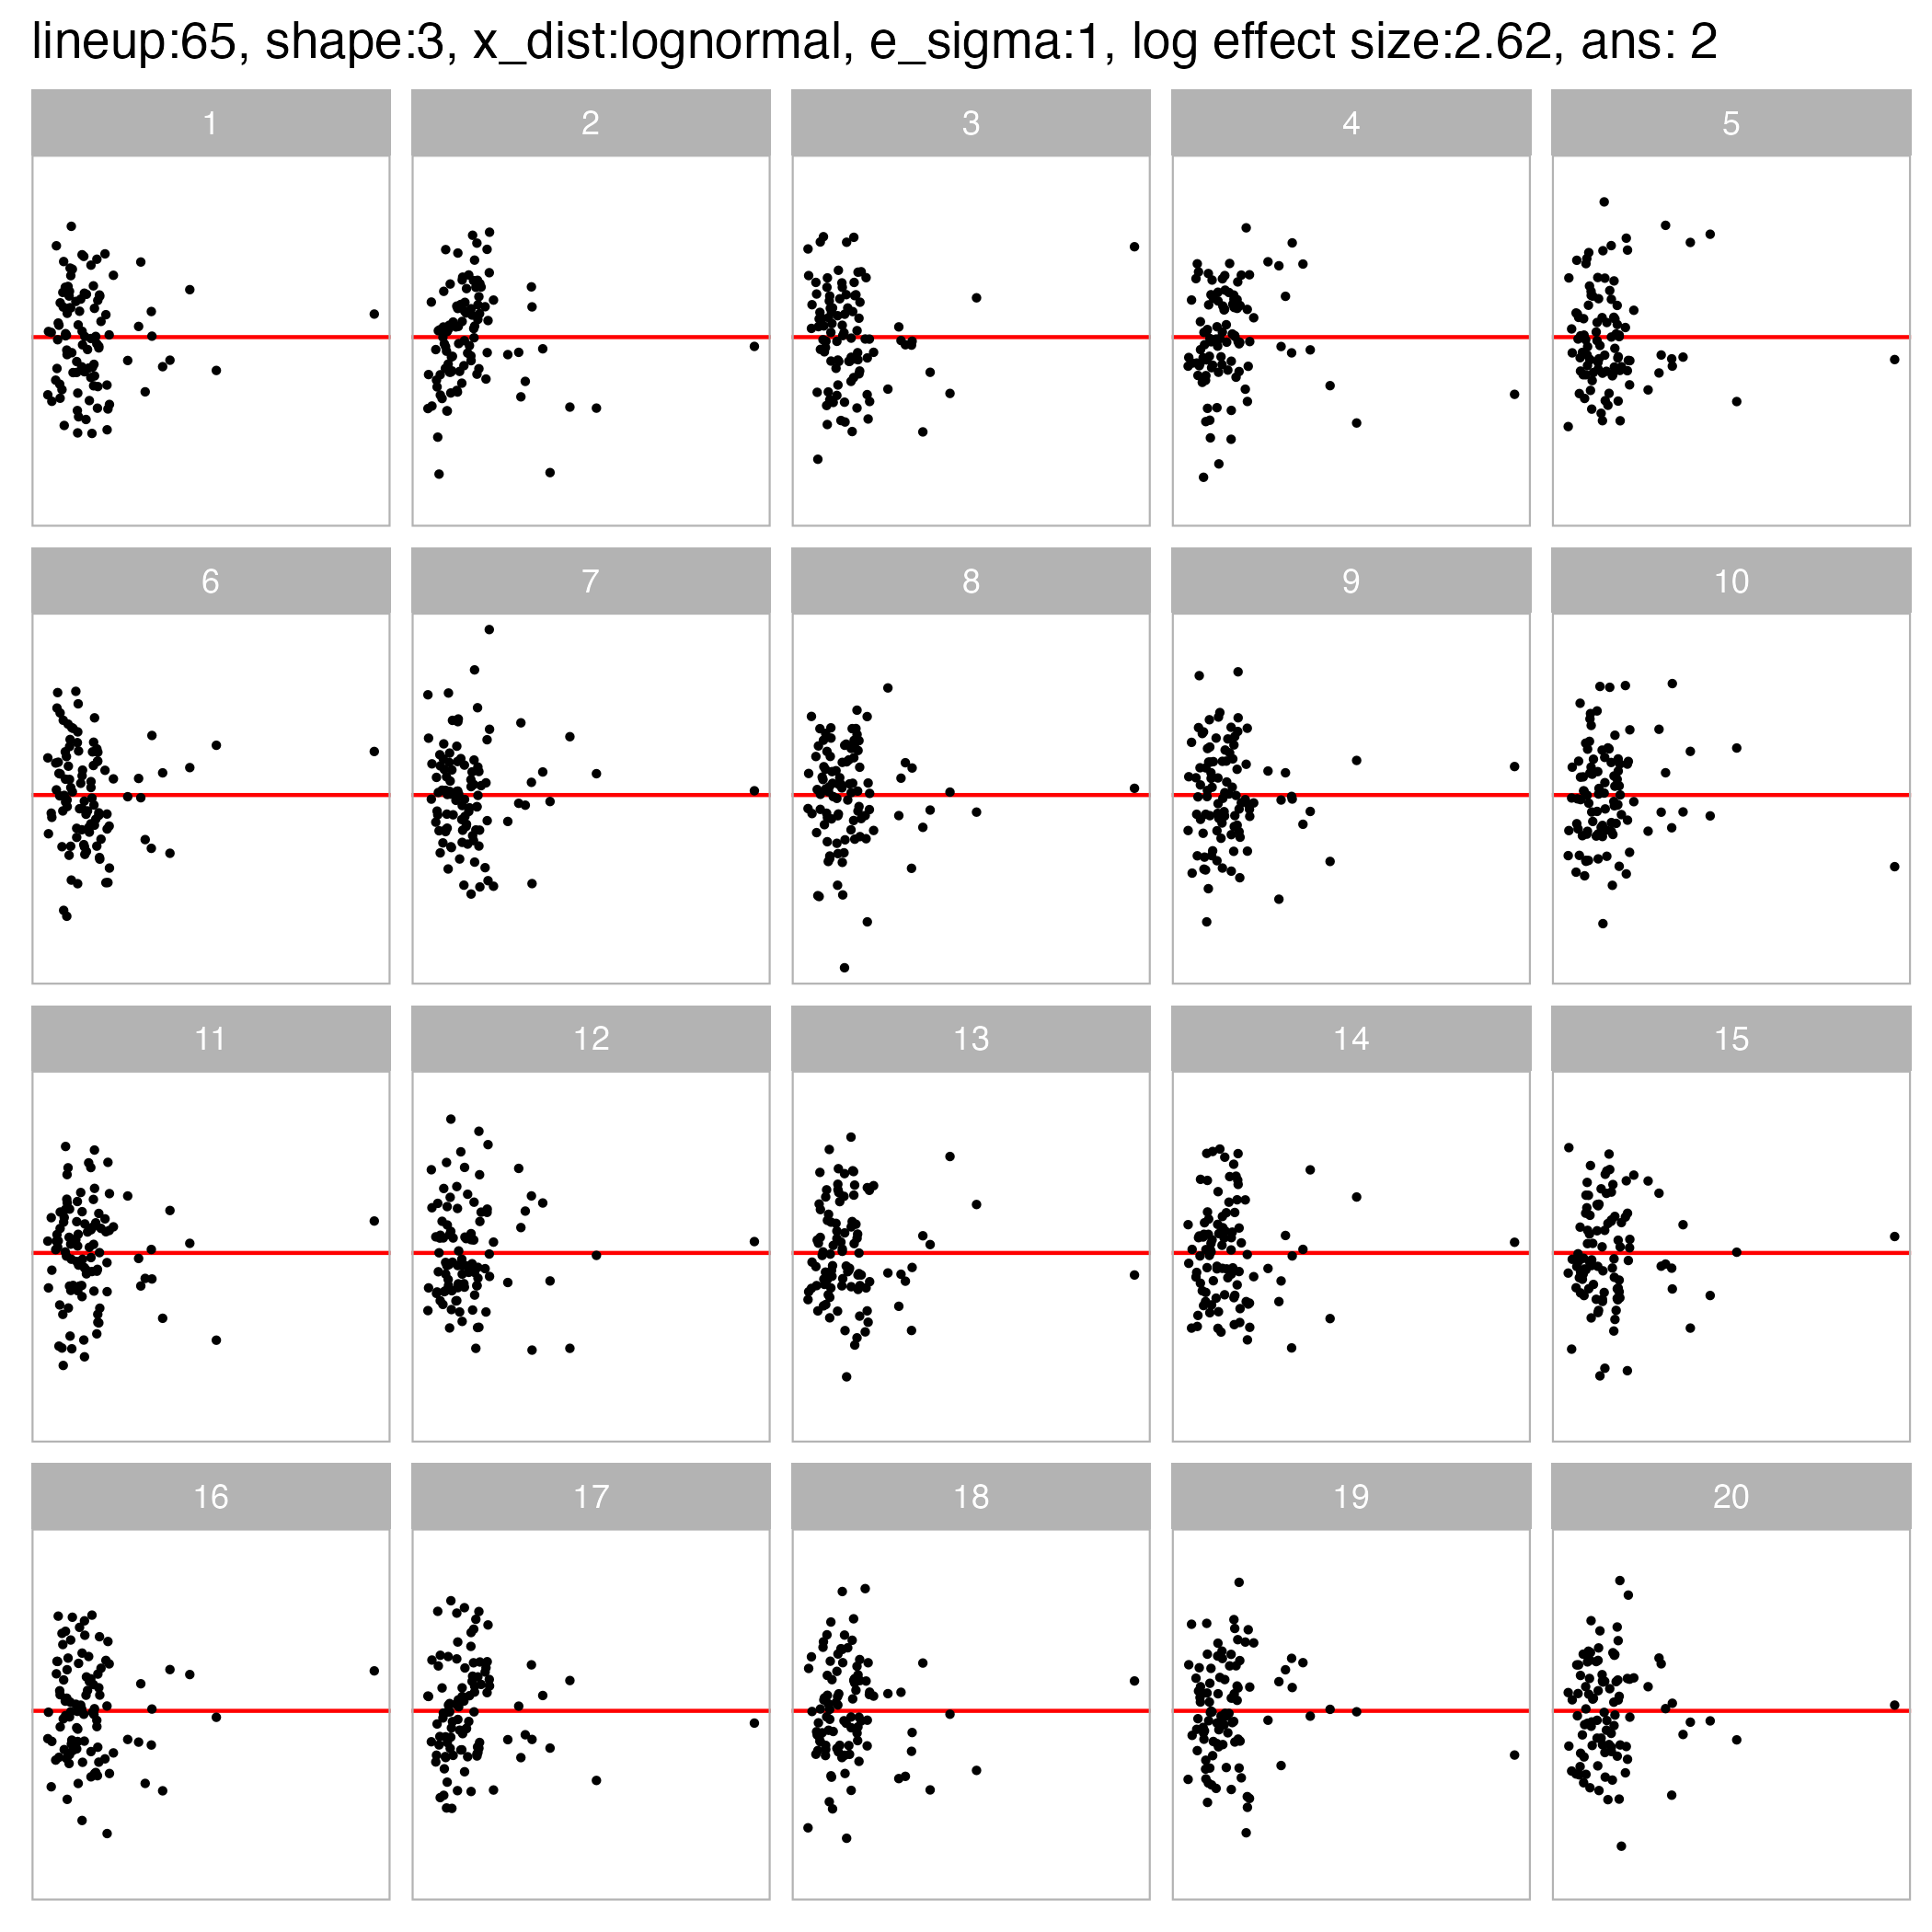 lineup:65, shape:3, x_dist:lognormal, e_sigma:1, log effect size:2.62, ans: 2
1 2 3 4 5
6 7 8 9 10
11 12 13 14 15
16 17 18 19 20